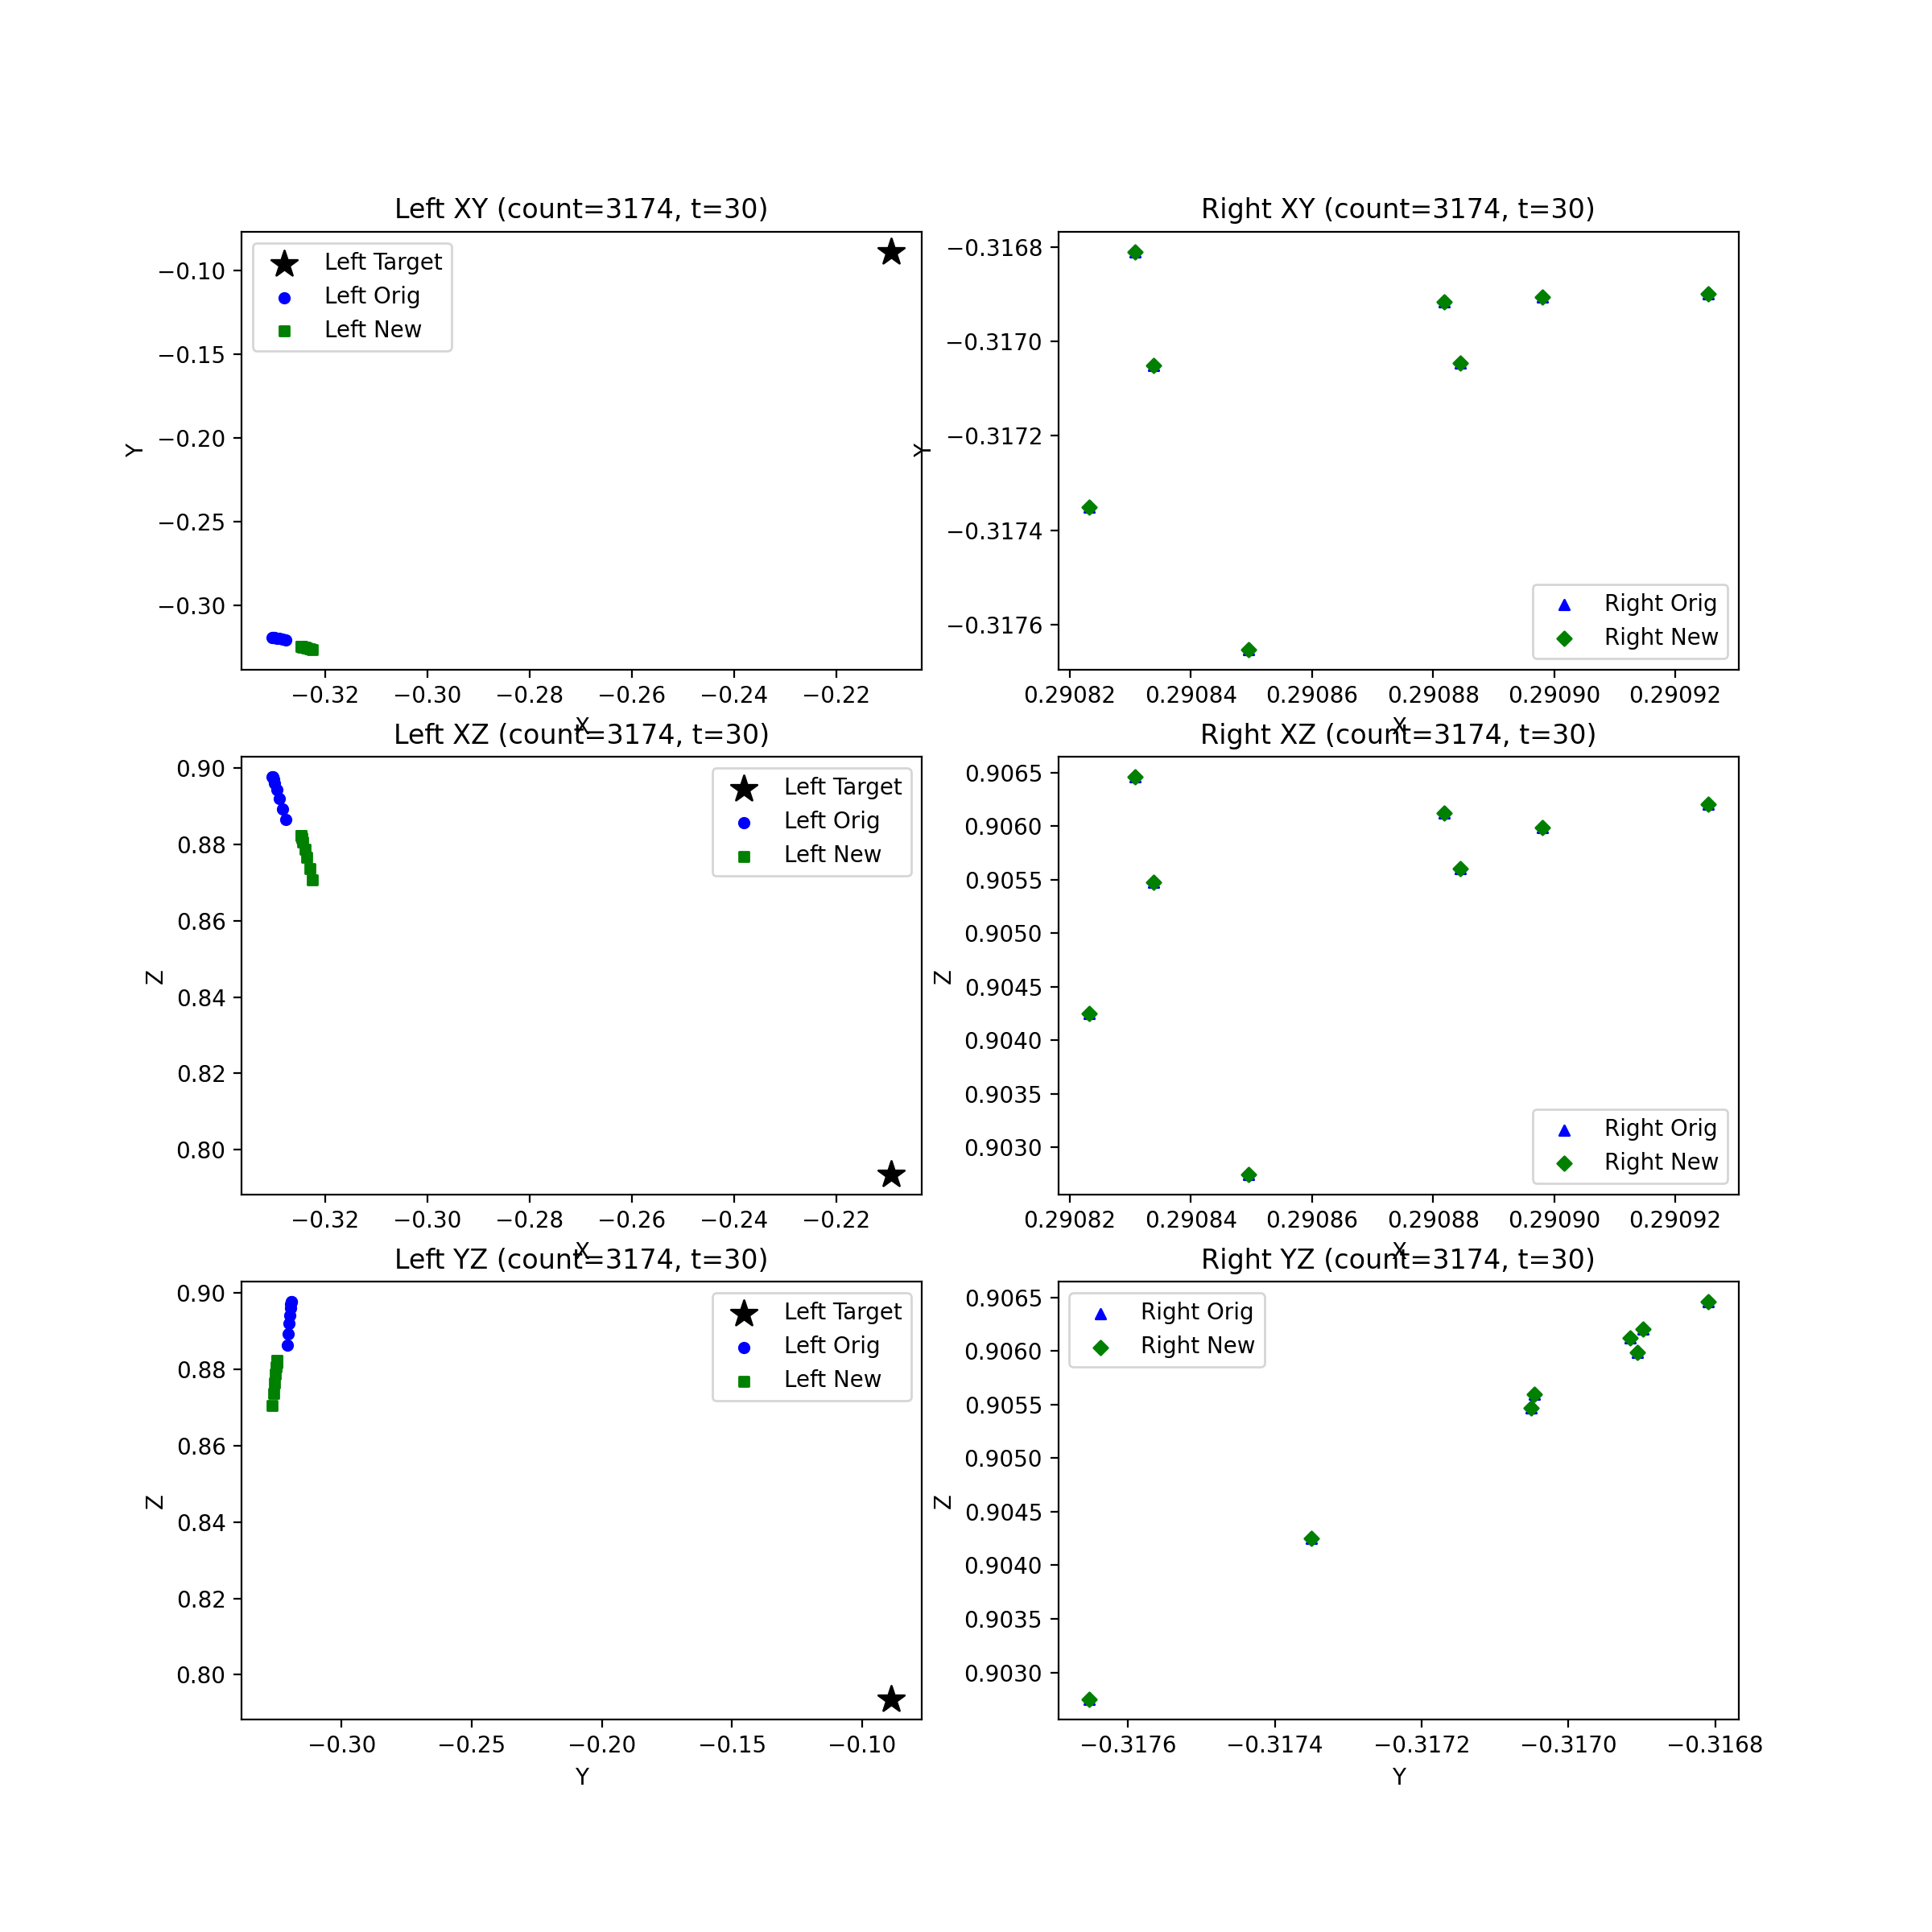 Left XY (count=3174, t=30)
Left Target
Left Orig
Left New
−0.10
−0.15
−0.20
−0.25
−0.30
Y
−0.32 −0.30 −0.28 −0.26 −0.24 −0.22
X
Right XY (count=3174, t=30)
−0.3168
−0.3170
−0.3172
−0.3174
−0.3176
Y
Right Orig
Right New
0.29082 0.29084 0.29086 0.29088 0.29090 0.29092
X
Left XZ (count=3174, t=30)
Left Target
Left Orig
Left New
0.90
0.88
0.86
0.84
0.82
0.80
Z
−0.32 −0.30 −0.28 −0.26 −0.24 −0.22
X
Right XZ (count=3174, t=30)
0.9065
0.9060
0.9055
0.9050
0.9045
0.9040
0.9035
0.9030
Z
Right Orig
Right New
0.29082 0.29084 0.29086 0.29088 0.29090 0.29092
X
Left YZ (count=3174, t=30)
Left Target
Left Orig
Left New
0.90
0.88
0.86
0.84
0.82
0.80
Z
−0.30 −0.25 −0.20 −0.15 −0.10
Y
Right YZ (count=3174, t=30)
Right Orig
Right New
0.9065
0.9060
0.9055
0.9050
0.9045
0.9040
0.9035
0.9030
Z
−0.3176 −0.3174 −0.3172 −0.3170 −0.3168
Y